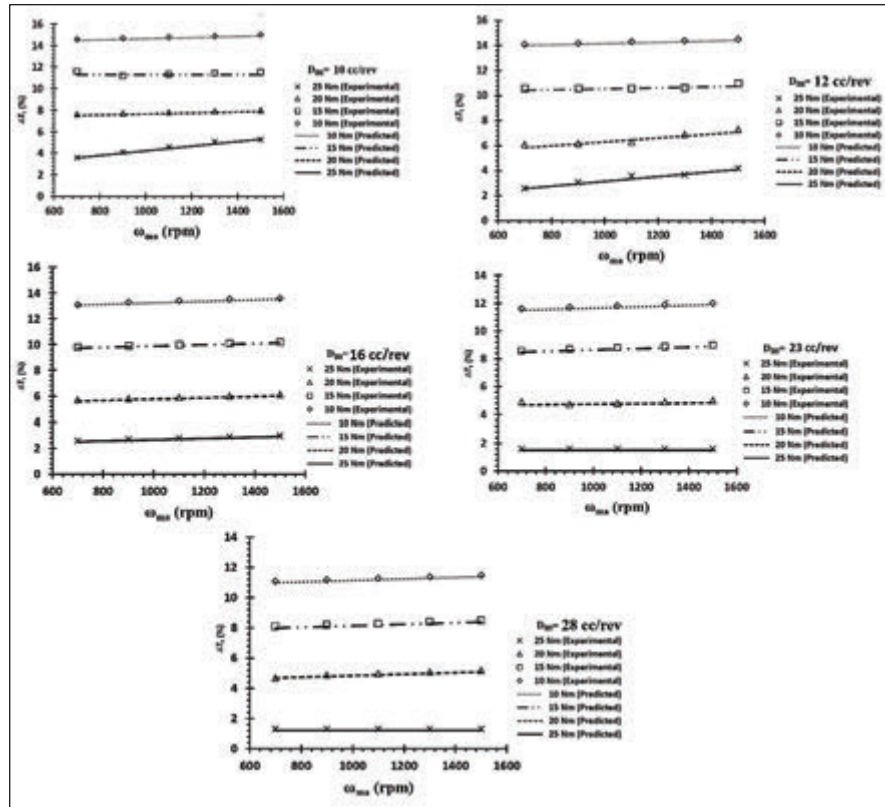 16
14
12
10
8
6
4
2
0
600 800 1000 1200 1400 1600
ωms (rpm)
ΔTl (%)
10 cc/rev
× 25 Nm (Experimental)
△ 20 Nm (Experimental)
□ 15 Nm (Experimental)
◇ 10 Nm (Experimental)
10 Nm (Predicted)
15 Nm (Predicted)
20 Nm (Predicted)
25 Nm (Predicted)
16
14
12
10
8
6
4
2
0
600 800 1000 1200 1400 1600
ωms (rpm)
12 cc/rev
× 25 Nm (Experimental)
△ 20 Nm (Experimental)
□ 15 Nm (Experimental)
◇ 10 Nm (Experimental)
10 Nm (Predicted)
15 Nm (Predicted)
20 Nm (Predicted)
25 Nm (Predicted)
16
14
12
10
8
6
4
2
0
600 800 1000 1200 1400 1600
ωms (rpm)
16 cc/rev
× 25 Nm (Experimental)
△ 20 Nm (Experimental)
□ 15 Nm (Experimental)
◇ 10 Nm (Experimental)
10 Nm (Predicted)
15 Nm (Predicted)
20 Nm (Predicted)
25 Nm (Predicted)
14
12
10
8
6
4
2
0
600 800 1000 1200 1400 1600
ωms (rpm)
23 cc/rev
× 25 Nm (Experimental)
△ 20 Nm (Experimental)
□ 15 Nm (Experimental)
◇ 10 Nm (Experimental)
10 Nm (Predicted)
15 Nm (Predicted)
20 Nm (Predicted)
25 Nm (Predicted)
14
12
10
8
6
4
2
0
600 800 1000 1200 1400 1600
ωms (rpm)
28 cc/rev
× 25 Nm (Experimental)
△ 20 Nm (Experimental)
□ 15 Nm (Experimental)
◇ 10 Nm (Experimental)
10 Nm (Predicted)
15 Nm (Predicted)
20 Nm (Predicted)
25 Nm (Predicted)